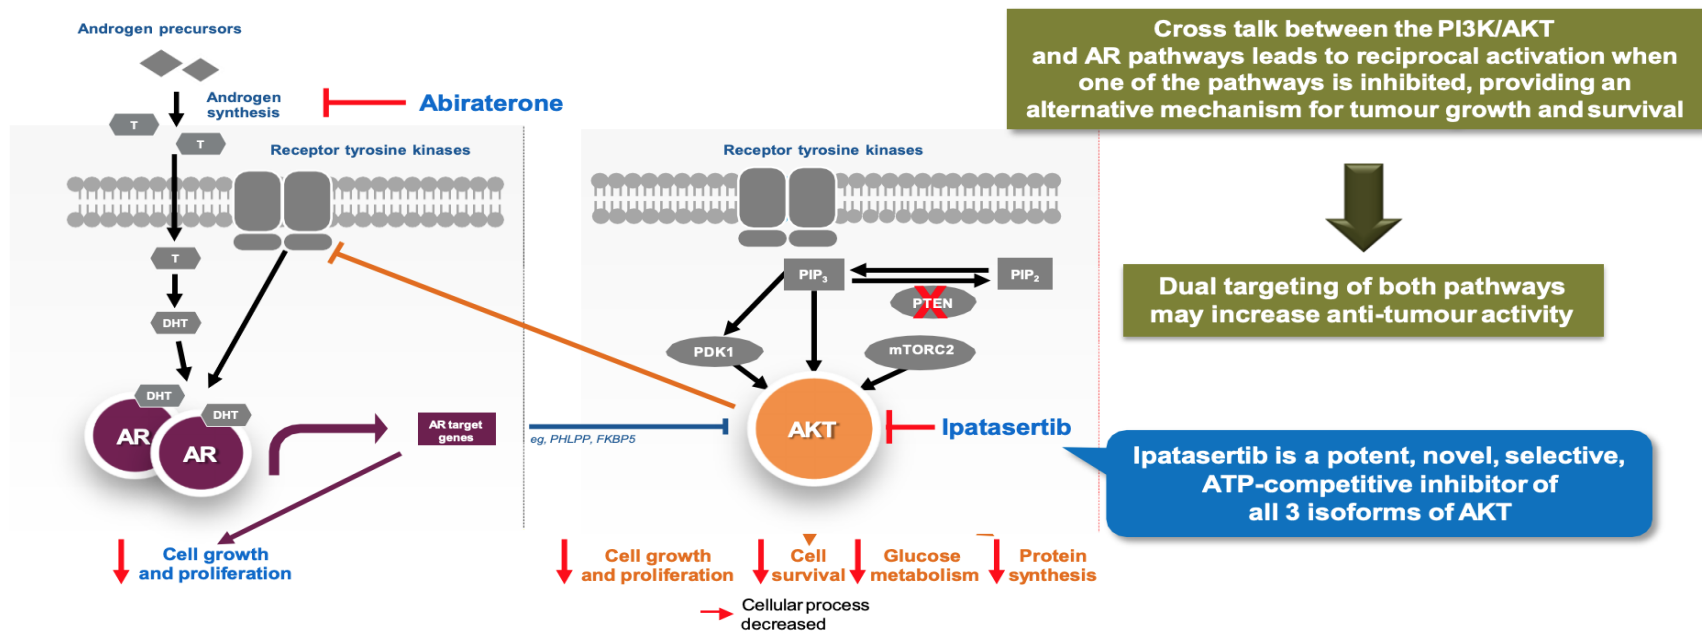 Androgen precursors
Androgen
synthesis
Abiraterone
T
T
Receptor tyrosine kinases
T
DHT
DHT
DHT
AR
AR
AR target
genes
eg, PHLPP, FKBP5
Cell growth
and proliferation
Receptor tyrosine kinases
PIP3
PIP2
PTEN
PDK1
mTORC2
AKT
Ipatasertib
Cell growth
and proliferation
Cell
survival
Glucose
metabolism
Protein
synthesis
Cellular process
decreased
Cross talk between the PI3K/AKT
and AR pathways leads to reciprocal activation when
one of the pathways is inhibited, providing an
alternative mechanism for tumour growth and survival
Dual targeting of both pathways
may increase anti-tumour activity
Ipatasertib is a potent, novel, selective,
ATP-competitive inhibitor of
all 3 isoforms of AKT